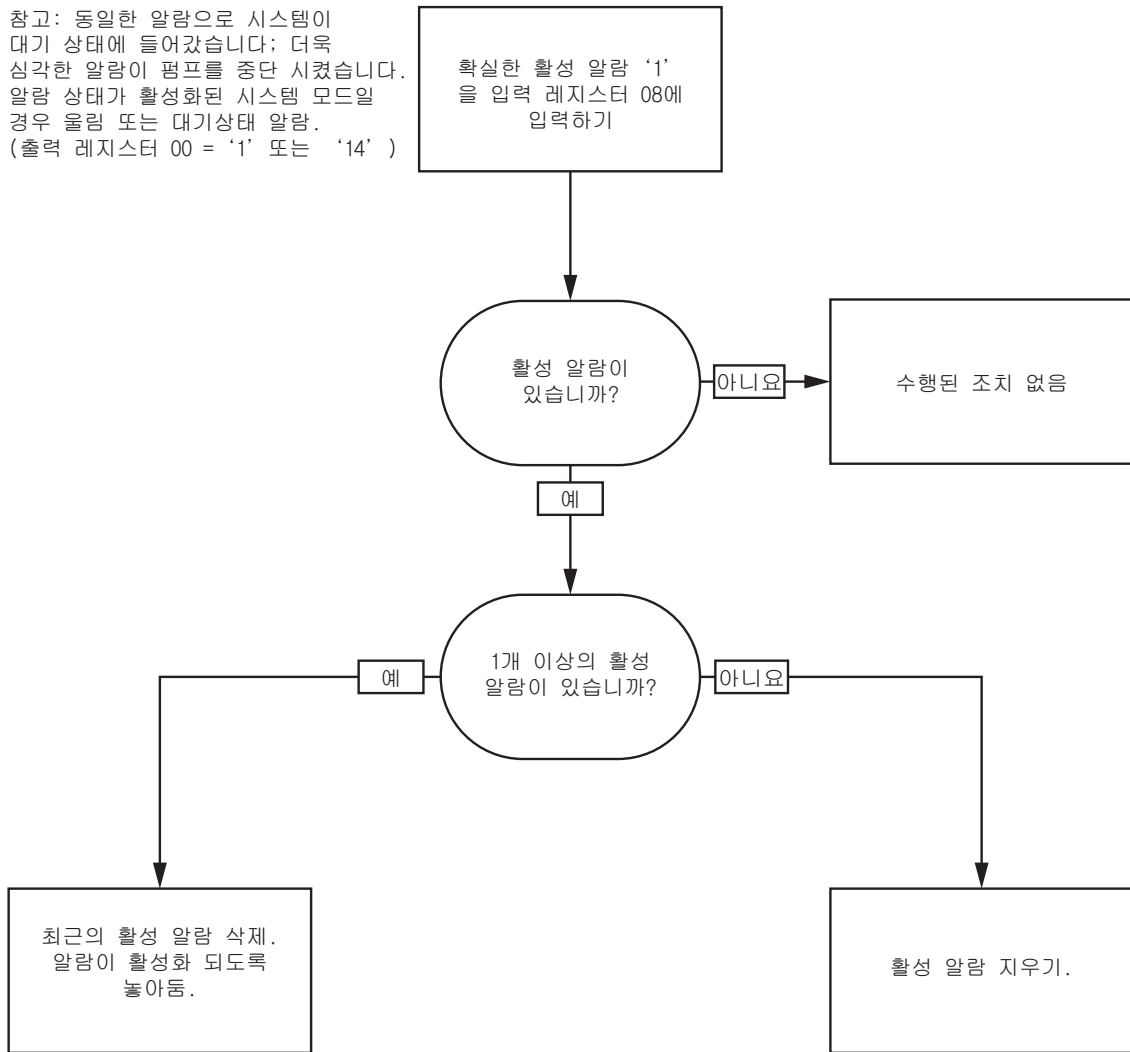 참고: 동일한 알람으로 시스템이
대기 상태에 들어갔습니다; 더욱
심각한 알람이 펌프를 중단 시켰습니다.
알람 상태가 활성화된 시스템 모드일
경우 울림 또는 대기상태 알람.
(출력 레지스터 00 = ‘1’ 또는 ‘14’)
확실한 활성 알람 ‘1’
을 입력 레지스터 08에
입력하기
활성 알람이
있습니까?
아니요
수행된 조치 없음
예
1개 이상의 활성
알람이 있습니까?
예
아니요
최근의 활성 알람 삭제.
알람이 활성화 되도록
놓아둠.
활성 알람 지우기.